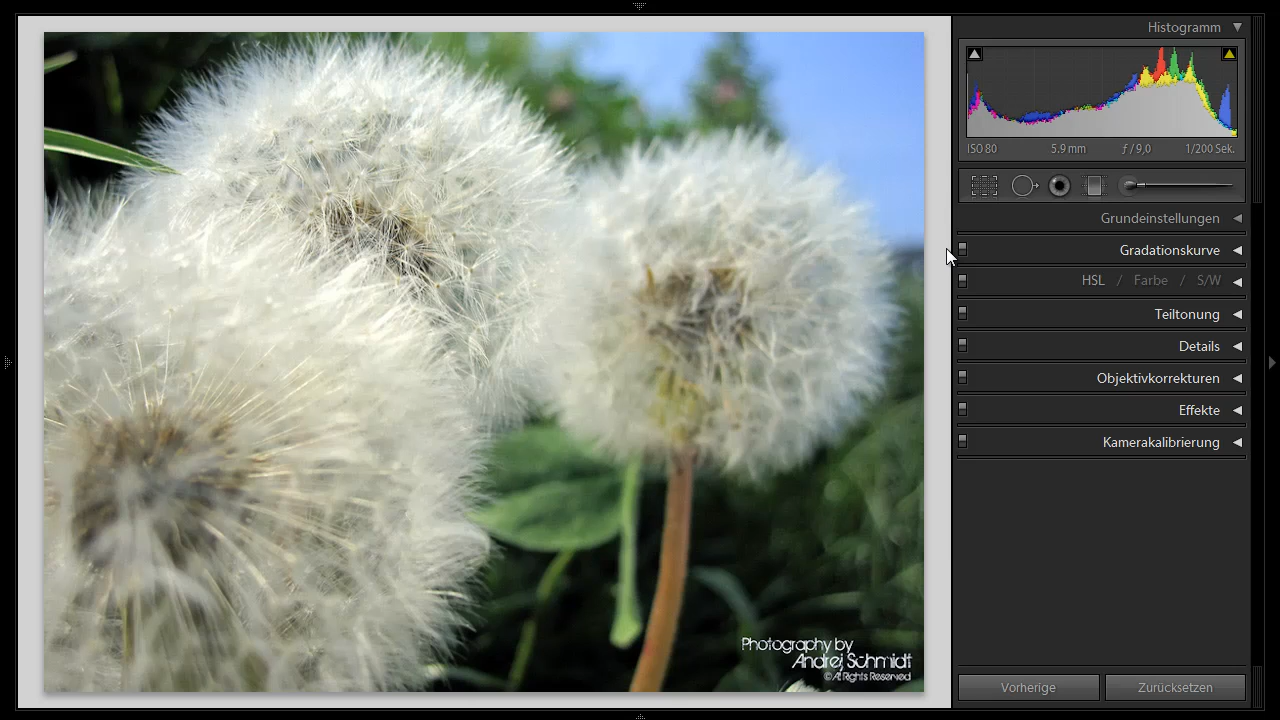 Histogramm
ISO 80 5.9 mm ƒ / 9,0 1/200 Sek.
Grundeinstellungen
Gradationskurve
HSL / Farbe / S/W
Teiltonung
Details
Objektivkorrekturen
Effekte
Kamerakalibrierung
Photography by
Andrej Schmidt
© All Rights Reserved
Vorherige Zurücksetzen